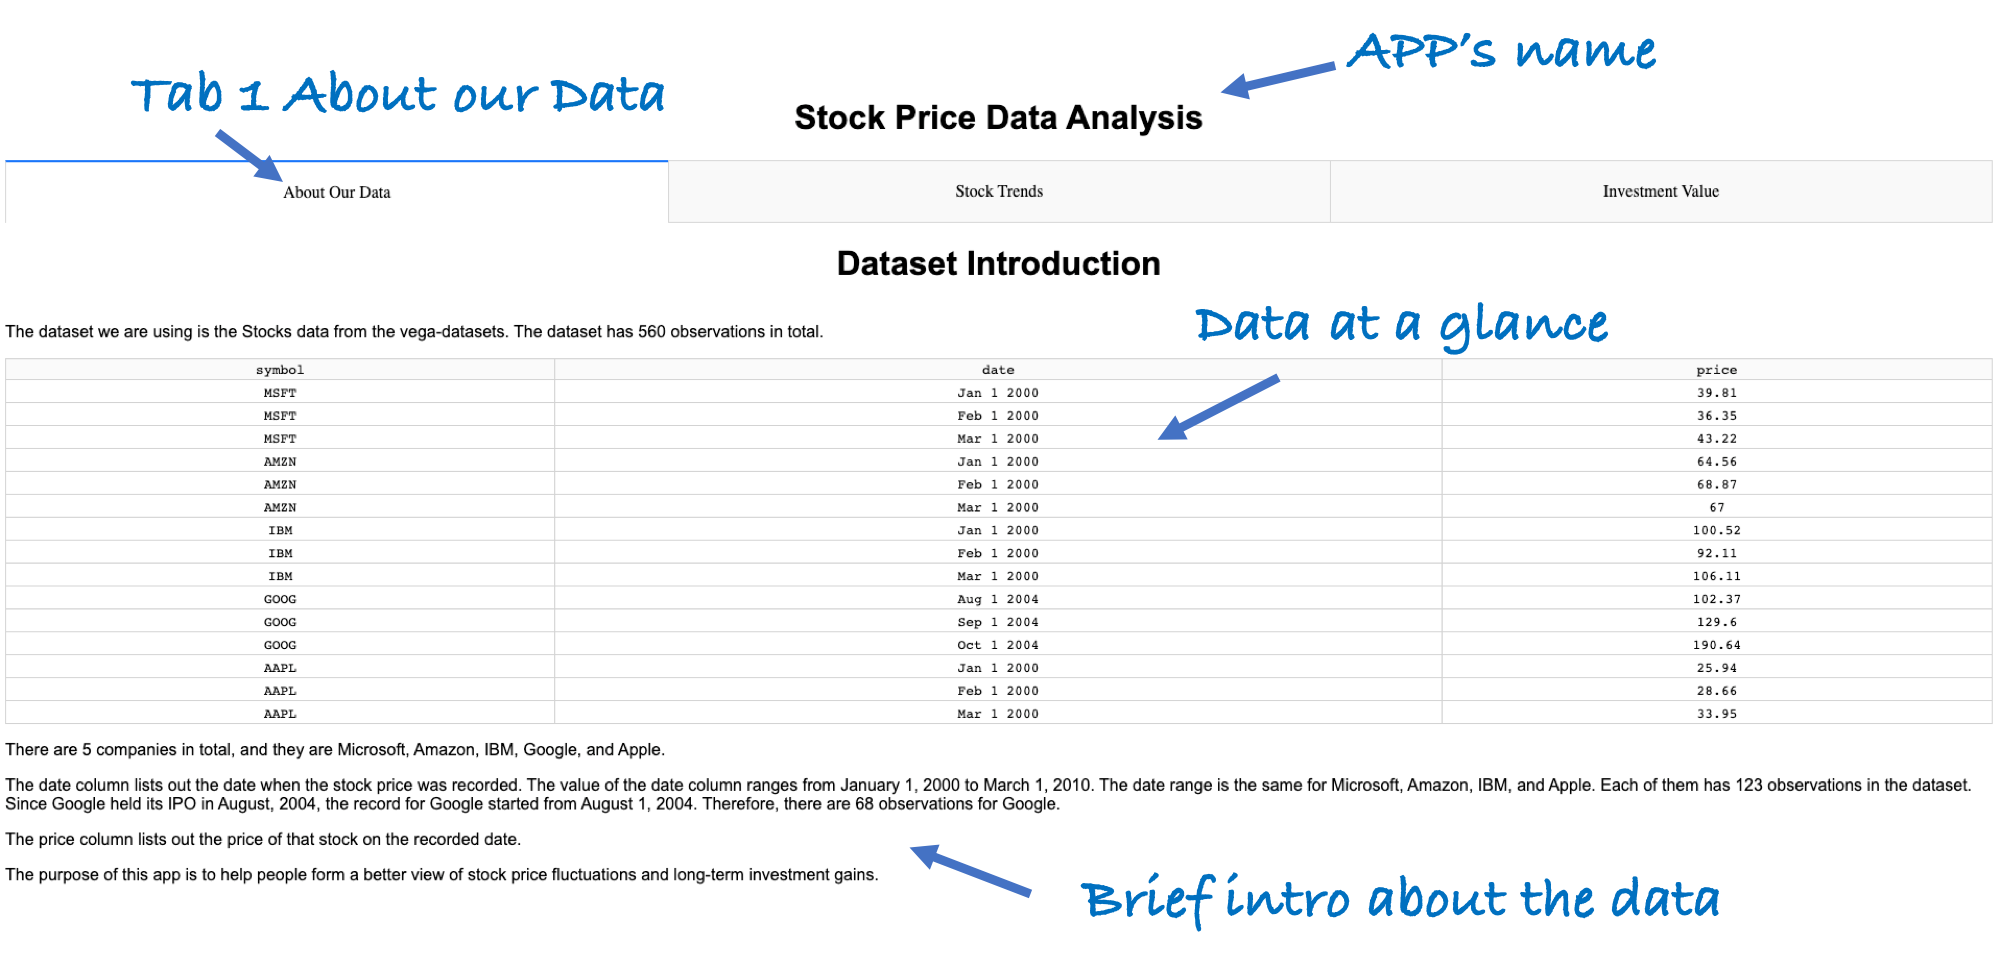 APP's name
Tab 1 About our Data
Stock Price Data Analysis
About Our Data Stock Trends Investment Value
Dataset Introduction
Data at a glance
The dataset we are using is the Stocks data from the vega-datasets. The dataset has 560 observations in total.
symbol date price
MSFT Jan 1 2000 39.81
MSFT Feb 1 2000 36.35
MSFT Mar 1 2000 43.22
AMZN Jan 1 2000 64.56
AMZN Feb 1 2000 68.87
AMZN Mar 1 2000 67
IBM Jan 1 2000 100.52
IBM Feb 1 2000 92.11
IBM Mar 1 2000 106.11
GOOG Aug 1 2004 102.37
GOOG Sep 1 2004 129.6
GOOG Oct 1 2004 190.64
AAPL Jan 1 2000 25.94
AAPL Feb 1 2000 28.66
AAPL Mar 1 2000 33.95
There are 5 companies in total, and they are Microsoft, Amazon, IBM, Google, and Apple.
The date column lists out the date when the stock price was recorded. The value of the date column ranges from January 1, 2000 to March 1, 2010. The date range is the same for Microsoft, Amazon, IBM, and Apple. Each of them has 123 observations in the dataset.
Since Google held its IPO in August, 2004, the record for Google started from August 1, 2004. Therefore, there are 68 observations for Google.
The price column lists out the price of that stock on the recorded date.
The purpose of this app is to help people form a better view of stock price fluctuations and long-term investment gains.
Brief intro about the data